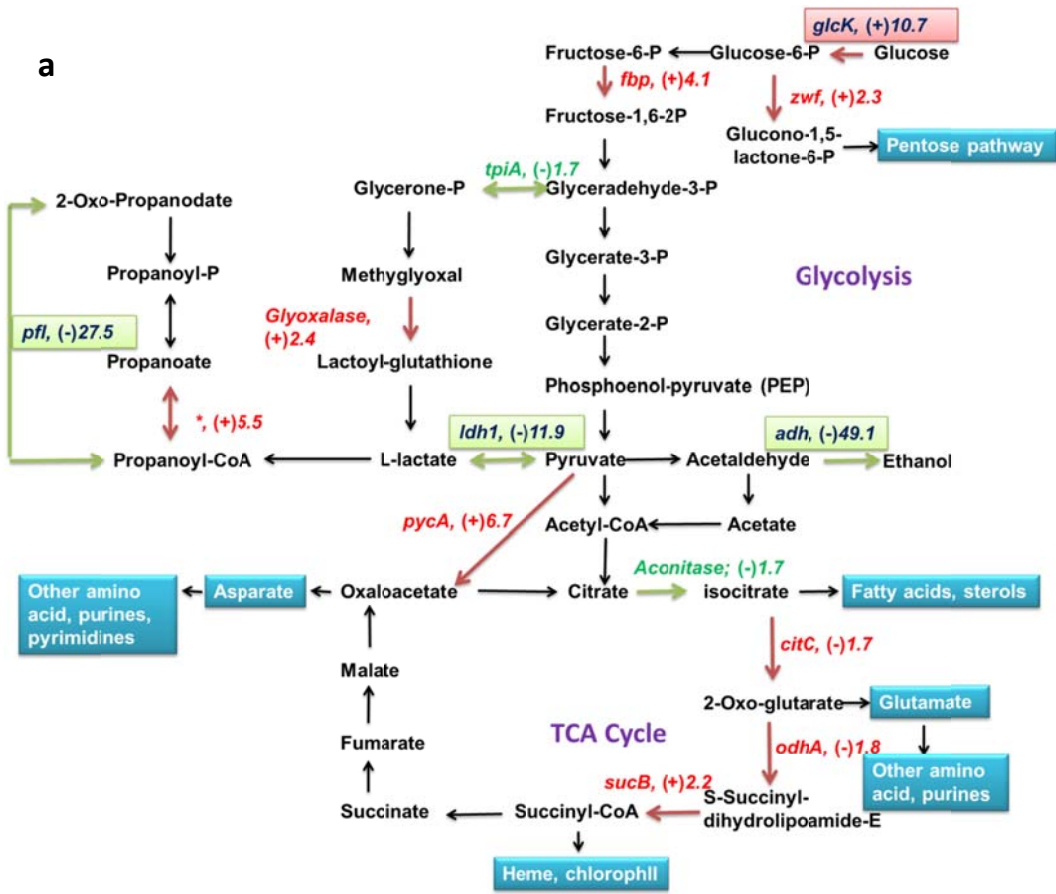 a
glcK, (+)10.7
Fructose-6-P
Glucose-6-P
Glucose
fbp, (+)4.1
zwf, (+)2.3
Fructose-1,6-2P
Glucono-1,5-
lactone-6-P
Pentose pathway
tpiA, (-)1.7
Glycerone-P
Glyceradehyde-3-P
2-Oxo-Propanodate
Glycerate-3-P
Propanoyl-P
Methyglyoxal
Glycolysis
Glyoxalase,
(+)2.4
Glycerate-2-P
pfl, (-)27.5
Propanoate
Lactoyl-glutathione
Phosphoenol-pyruvate (PEP)
*, (+)5.5
ldh1, (-)11.9
adh, (-)49.1
Propanoyl-CoA
L-lactate
Pyruvate
Acetaldehyde
Ethanol
pycA, (+)6.7
Acetyl-CoA
Acetate
Aconitase; (-)1.7
Other amino
acid, purines,
pyrimidines
Asparate
Oxaloacetate
Citrate
isocitrate
Fatty acids, sterols
citC, (-)1.7
Malate
2-Oxo-glutarate
Glutamate
TCA Cycle
Fumarate
odhA, (-)1.8
Other amino
acid, purines
sucB, (+)2.2
Succinate
Succinyl-CoA
S-Succinyl-
dihydrolipoamide-E
Heme, chlorophll